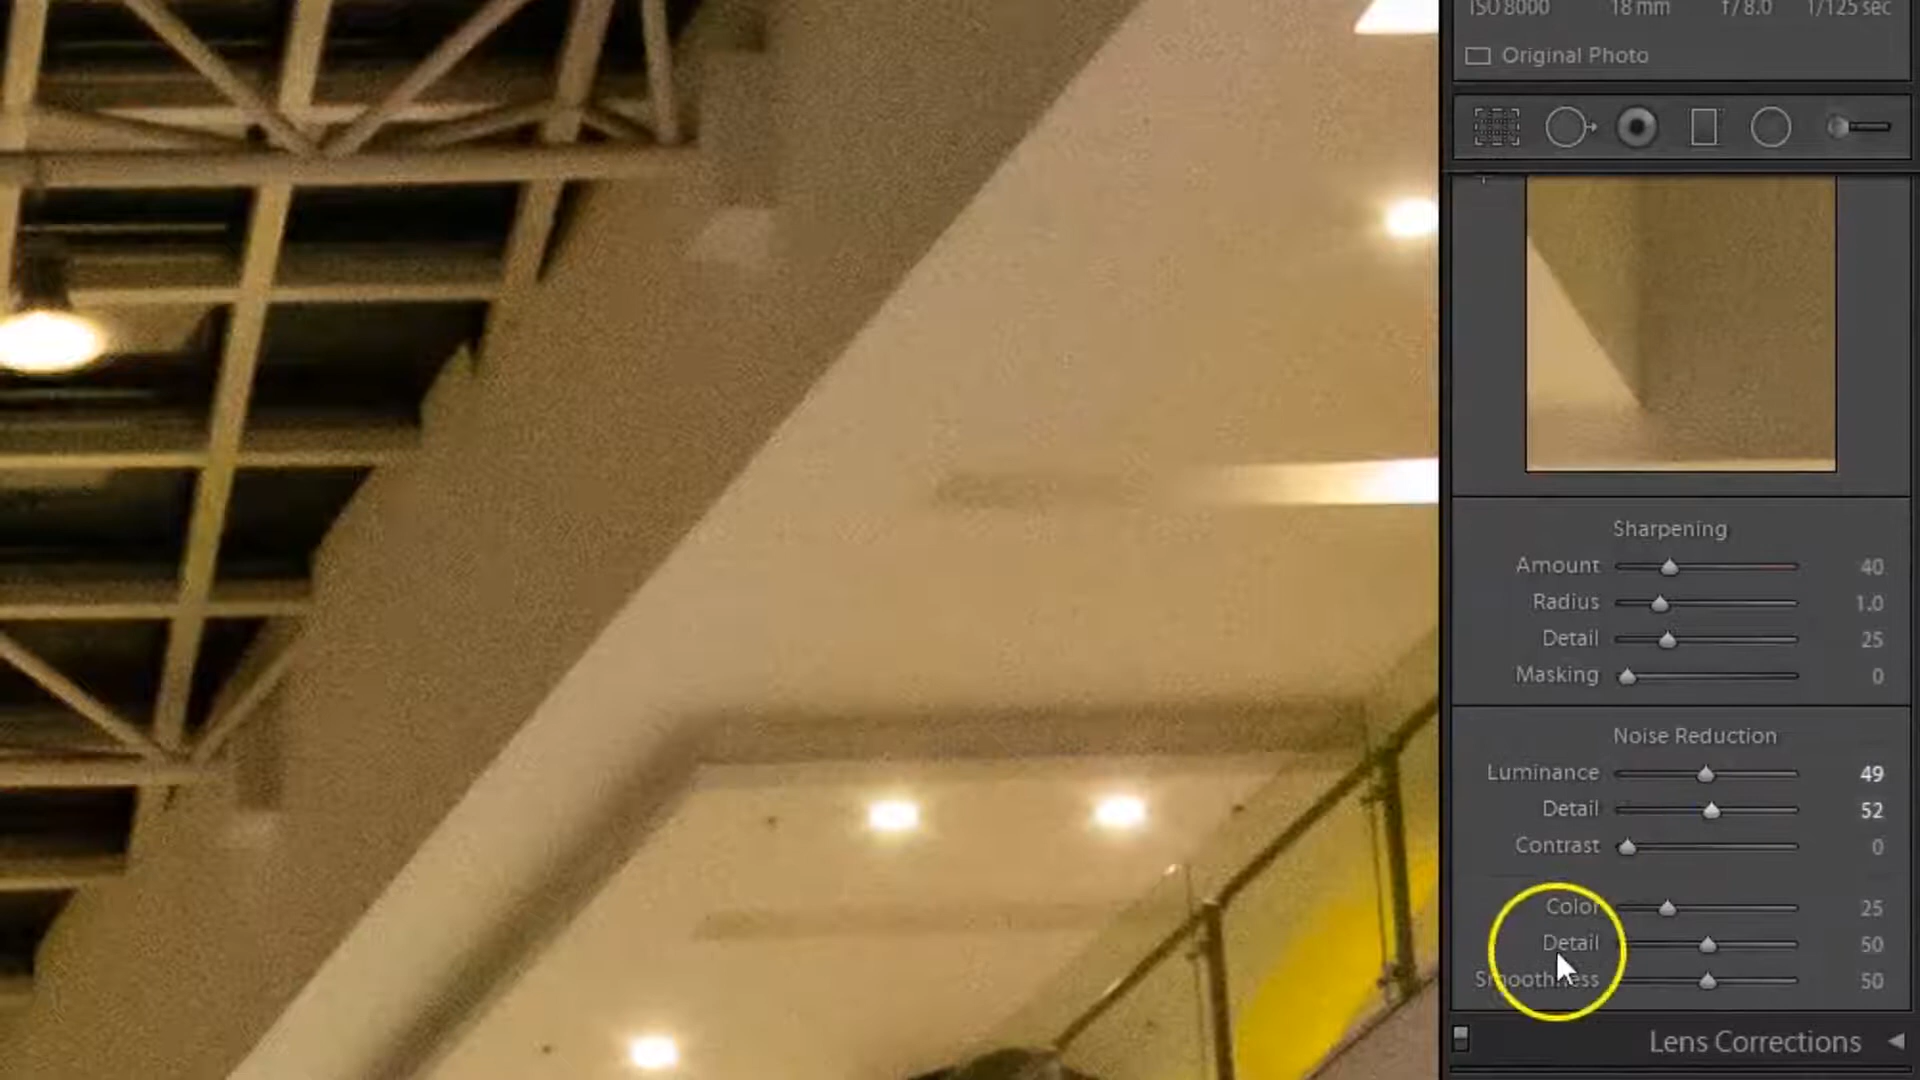 ISO 8000 18 mm f / 8.0 1/125 sec
Original Photo
Sharpening
Amount 40
Radius 1.0
Detail 25
Masking 0
Noise Reduction
Luminance 49
Detail 52
Contrast 0
Color 25
Detail 50
Smoothness 50
Lens Corrections